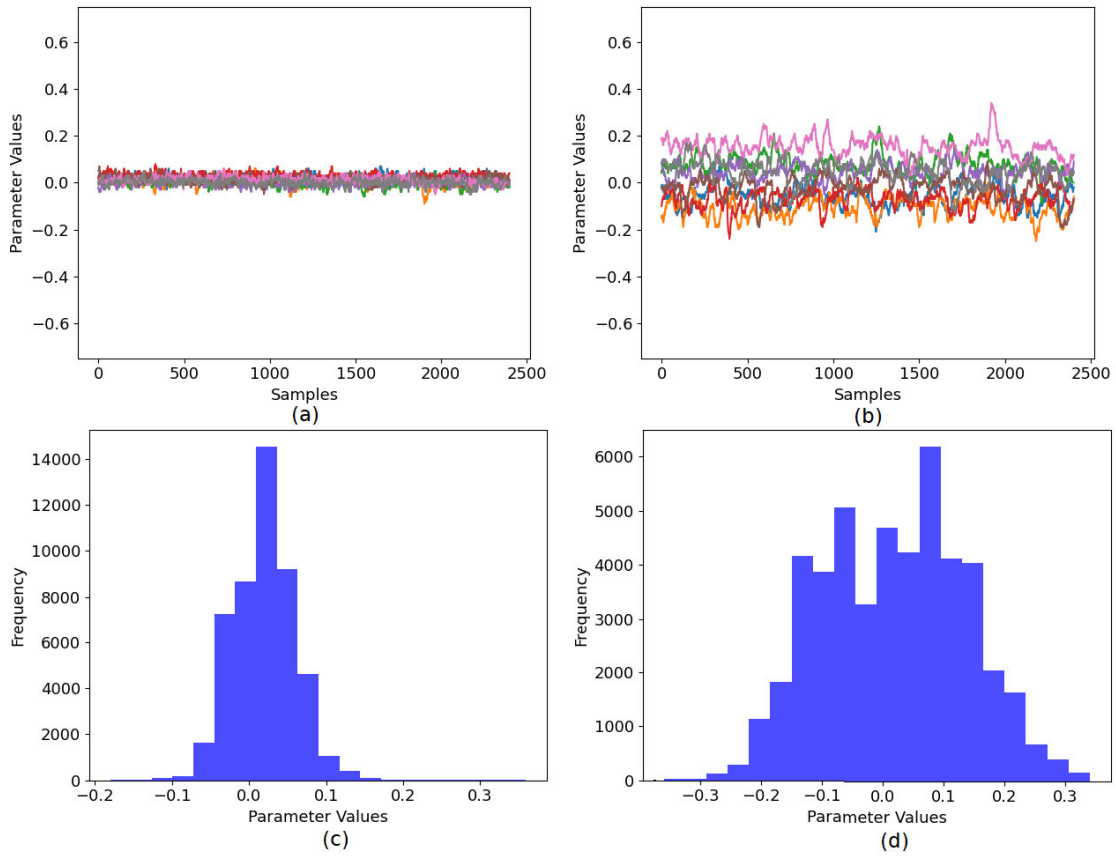 0.6
0.4
0.2
0.0
−0.2
−0.4
−0.6
Parameter Values
0 500 1000 1500 2000 2500
Samples
(a)
0.6
0.4
0.2
0.0
−0.2
−0.4
−0.6
Parameter Values
0 500 1000 1500 2000 2500
Samples
(b)
14000
12000
10000
8000
6000
4000
2000
0
Frequency
−0.2 −0.1 0.0 0.1 0.2 0.3
Parameter Values
(c)
6000
5000
4000
3000
2000
1000
0
Frequency
−0.3 −0.2 −0.1 0.0 0.1 0.2 0.3
Parameter Values
(d)